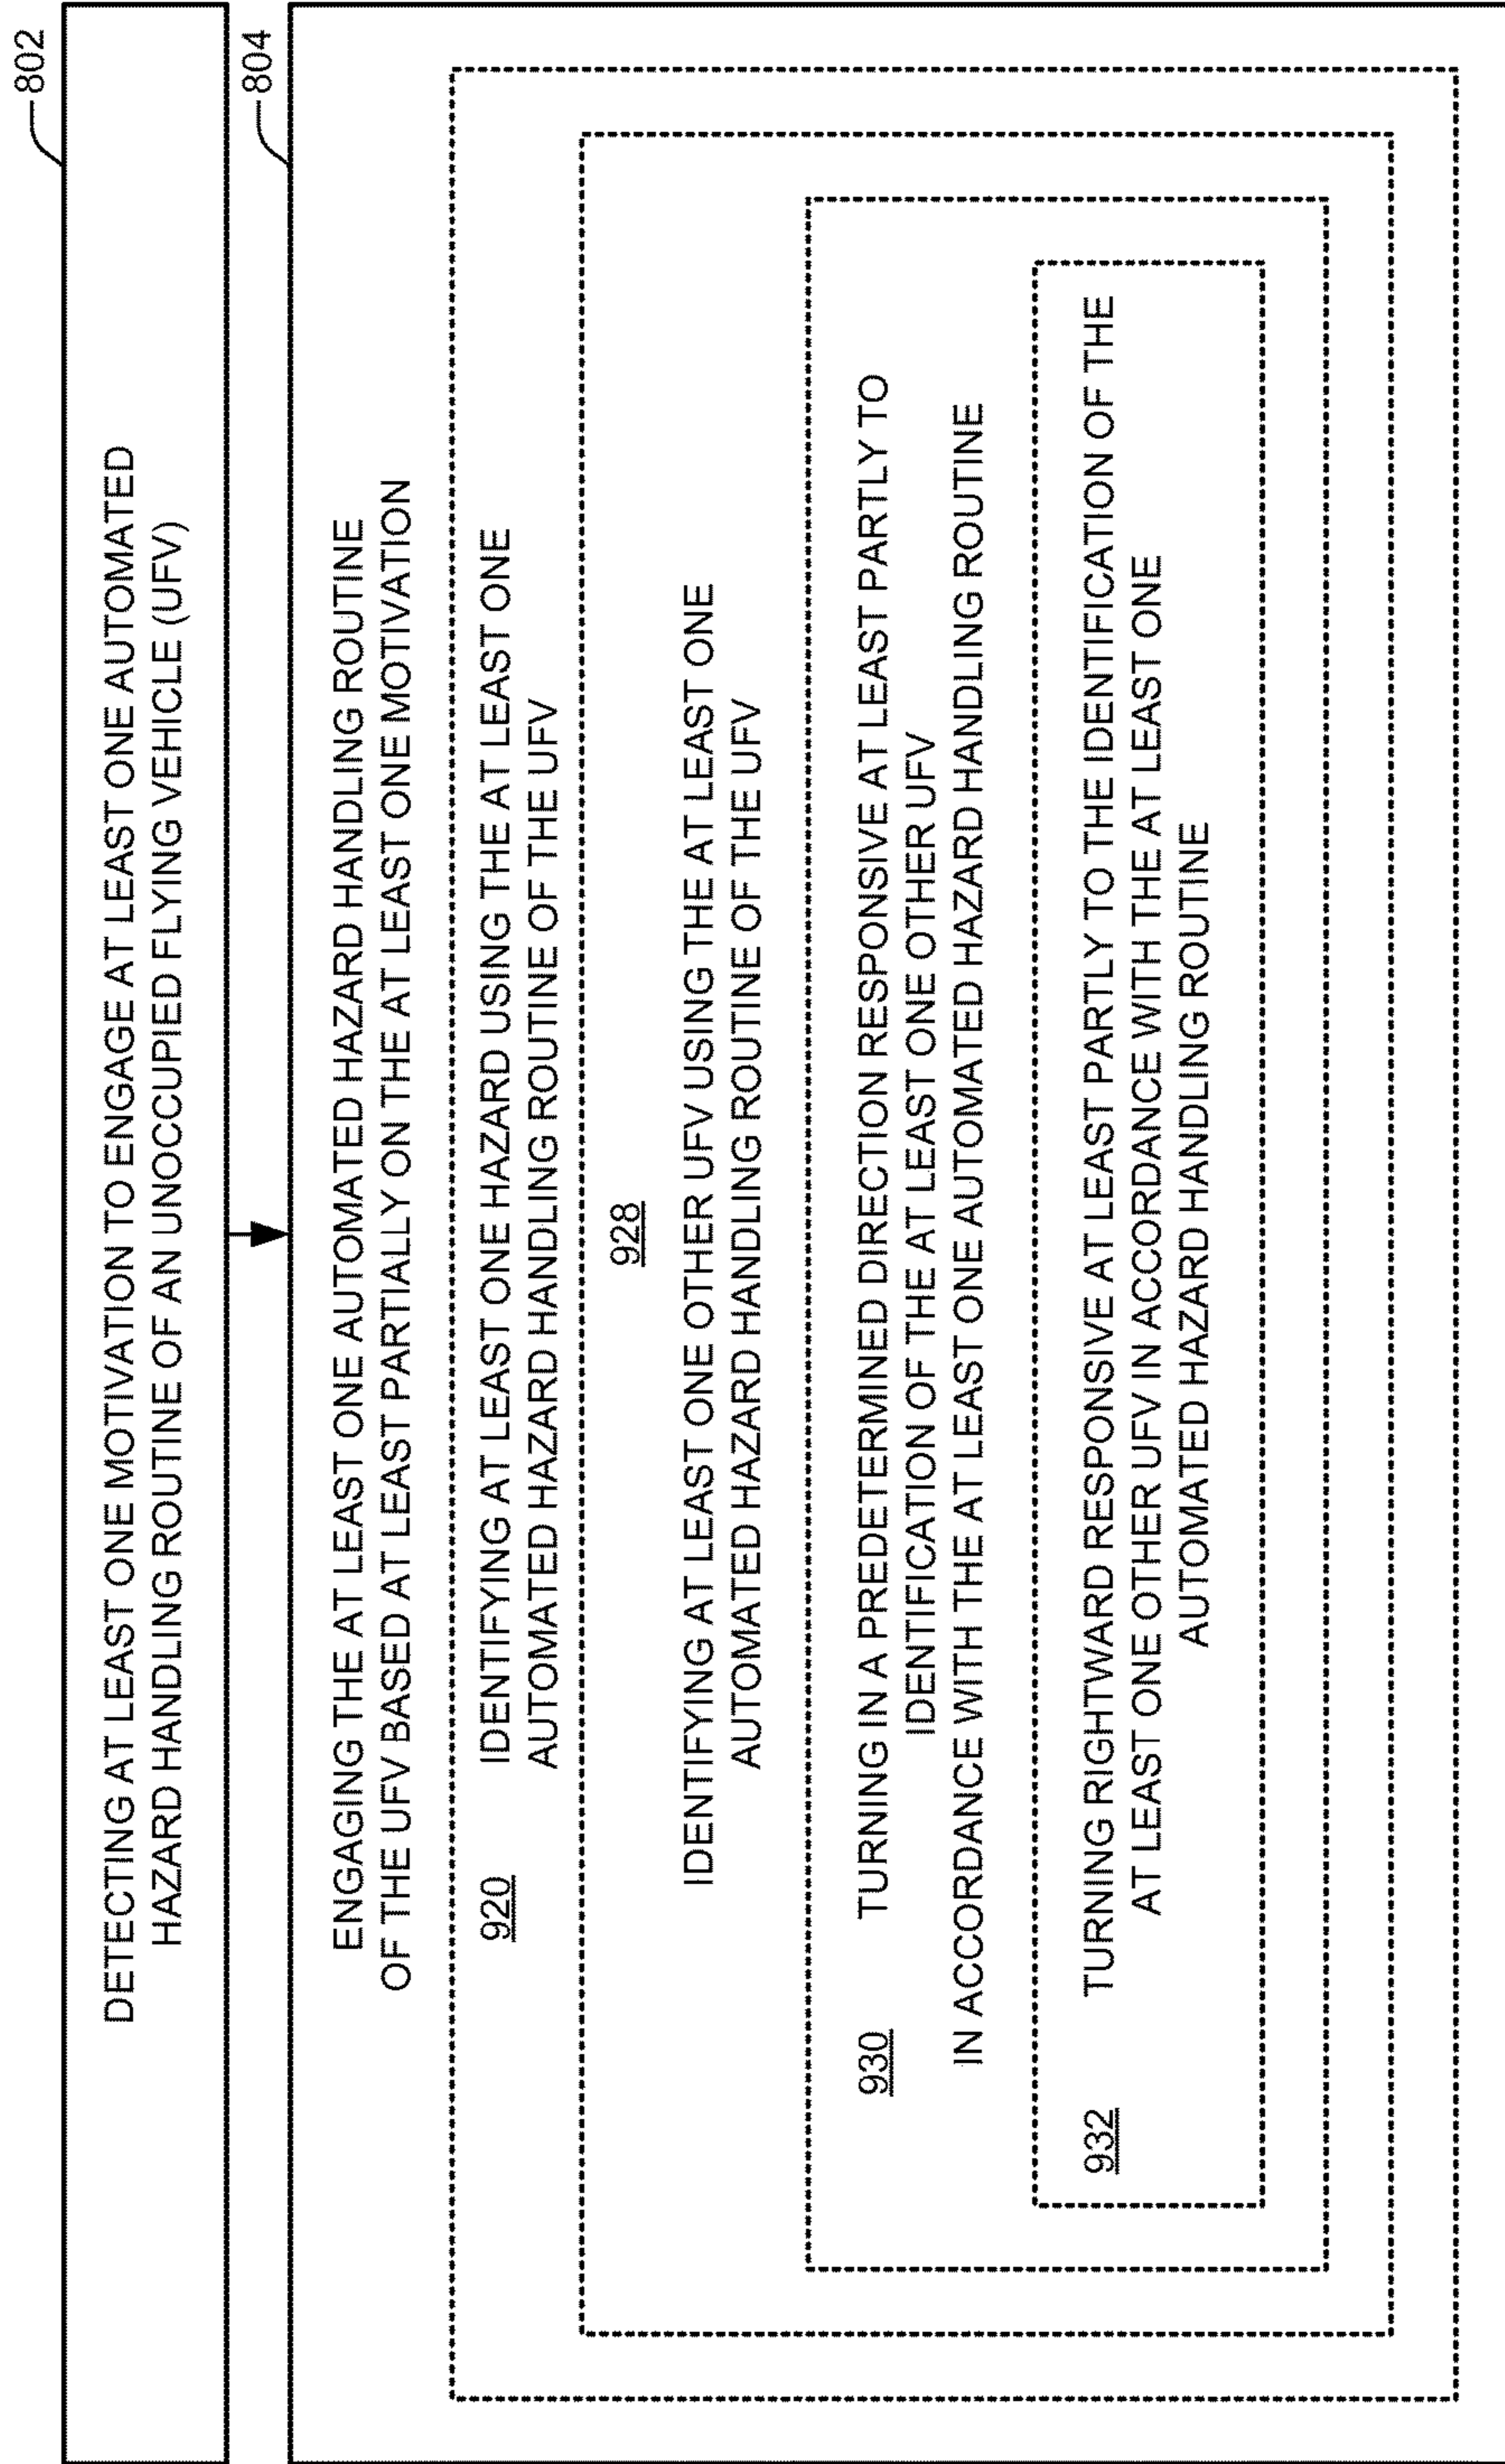 802
DETECTING AT LEAST ONE MOTIVATION TO ENGAGE AT LEAST ONE AUTOMATED
HAZARD HANDLING ROUTINE OF AN UNOCCUPIED FLYING VEHICLE (UFV)
804
ENGAGING THE AT LEAST ONE AUTOMATED HAZARD HANDLING ROUTINE
OF THE UFV BASED AT LEAST PARTIALLY ON THE AT LEAST ONE MOTIVATION
920 IDENTIFYING AT LEAST ONE HAZARD USING THE AT LEAST ONE
AUTOMATED HAZARD HANDLING ROUTINE OF THE UFV
928
IDENTIFYING AT LEAST ONE OTHER UFV USING THE AT LEAST ONE
AUTOMATED HAZARD HANDLING ROUTINE OF THE UFV
930 TURNING IN A PREDETERMINED DIRECTION RESPONSIVE AT LEAST PARTLY TO
IDENTIFICATION OF THE AT LEAST ONE OTHER UFV
IN ACCORDANCE WITH THE AT LEAST ONE AUTOMATED HAZARD HANDLING ROUTINE
932 TURNING RIGHTWARD RESPONSIVE AT LEAST PARTLY TO THE IDENTIFICATION OF THE
AT LEAST ONE OTHER UFV IN ACCORDANCE WITH THE AT LEAST ONE
AUTOMATED HAZARD HANDLING ROUTINE